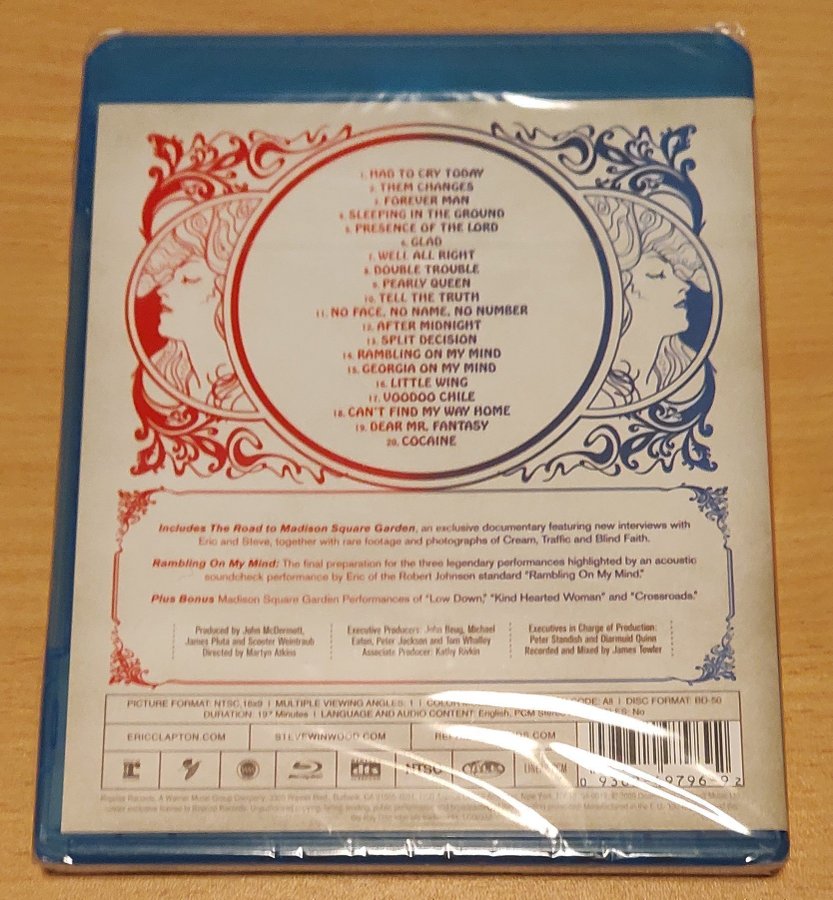 1. HAD TO CRY TODAY
2. THEM CHANGES
3. FOREVER MAN
4. SLEEPING IN THE GROUND
5. PRESENCE OF THE LORD
6. GLAD
7. WELL ALL RIGHT
8. DOUBLE TROUBLE
9. PEARLY QUEEN
10. TELL THE TRUTH
11. NO FACE, NO NAME, NO NUMBER
12. AFTER MIDNIGHT
13. SPLIT DECISION
14. RAMBLING ON MY MIND
15. GEORGIA ON MY MIND
16. LITTLE WING
17. VOODOO CHILE
18. CAN'T FIND MY WAY HOME
19. DEAR MR. FANTASY
20. COCAINE
Includes The Road to Madison Square Garden, an exclusive documentary featuring new interviews with
Eric and Steve, together with rare footage and photographs of Cream, Traffic and Blind Faith.
Rambling On My Mind: The final preparation for the three legendary performances highlighted by an acoustic
soundcheck performance by Eric of the Robert Johnson standard "Rambling On My Mind."
Plus Bonus Madison Square Garden Performances of "Low Down," "Kind Hearted Woman" and "Crossroads."
Produced by John McDermott,
James Pluta and Scooter Weintraub
Directed by Martyn Atkins
Executive Producers: John Beug, Michael
Eaton, Peter Jackson and Tom Whalley
Associate Producer: Kathy Rivkin
Executives in Charge of Production:
Peter Standish and Diarmuid Quinn
Recorded and Mixed by James Towler
PICTURE FORMAT: NTSC, 16x9 | MULTIPLE VIEWING ANGLES: 1 | CODE: All | DISC FORMAT: BD-50
DURATION: 197 Minutes | LANGUAGE AND AUDIO CONTENT: English, PCM Stereo No
ERICCLAPTON.COM
STEVEWINWOOD.COM
r
Blu-ray
dts
NTSC